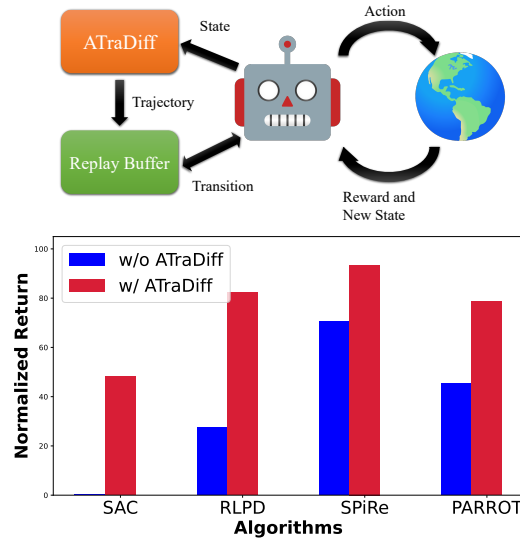 Action
State
ATraDiff
Trajectory
Replay Buffer
Transition
Reward and
New State
w/o ATraDiff
w/ ATraDiff
Normalized Return
100
80
60
40
20
0
SAC
RLPD
SPiRe
PARROT
Algorithms